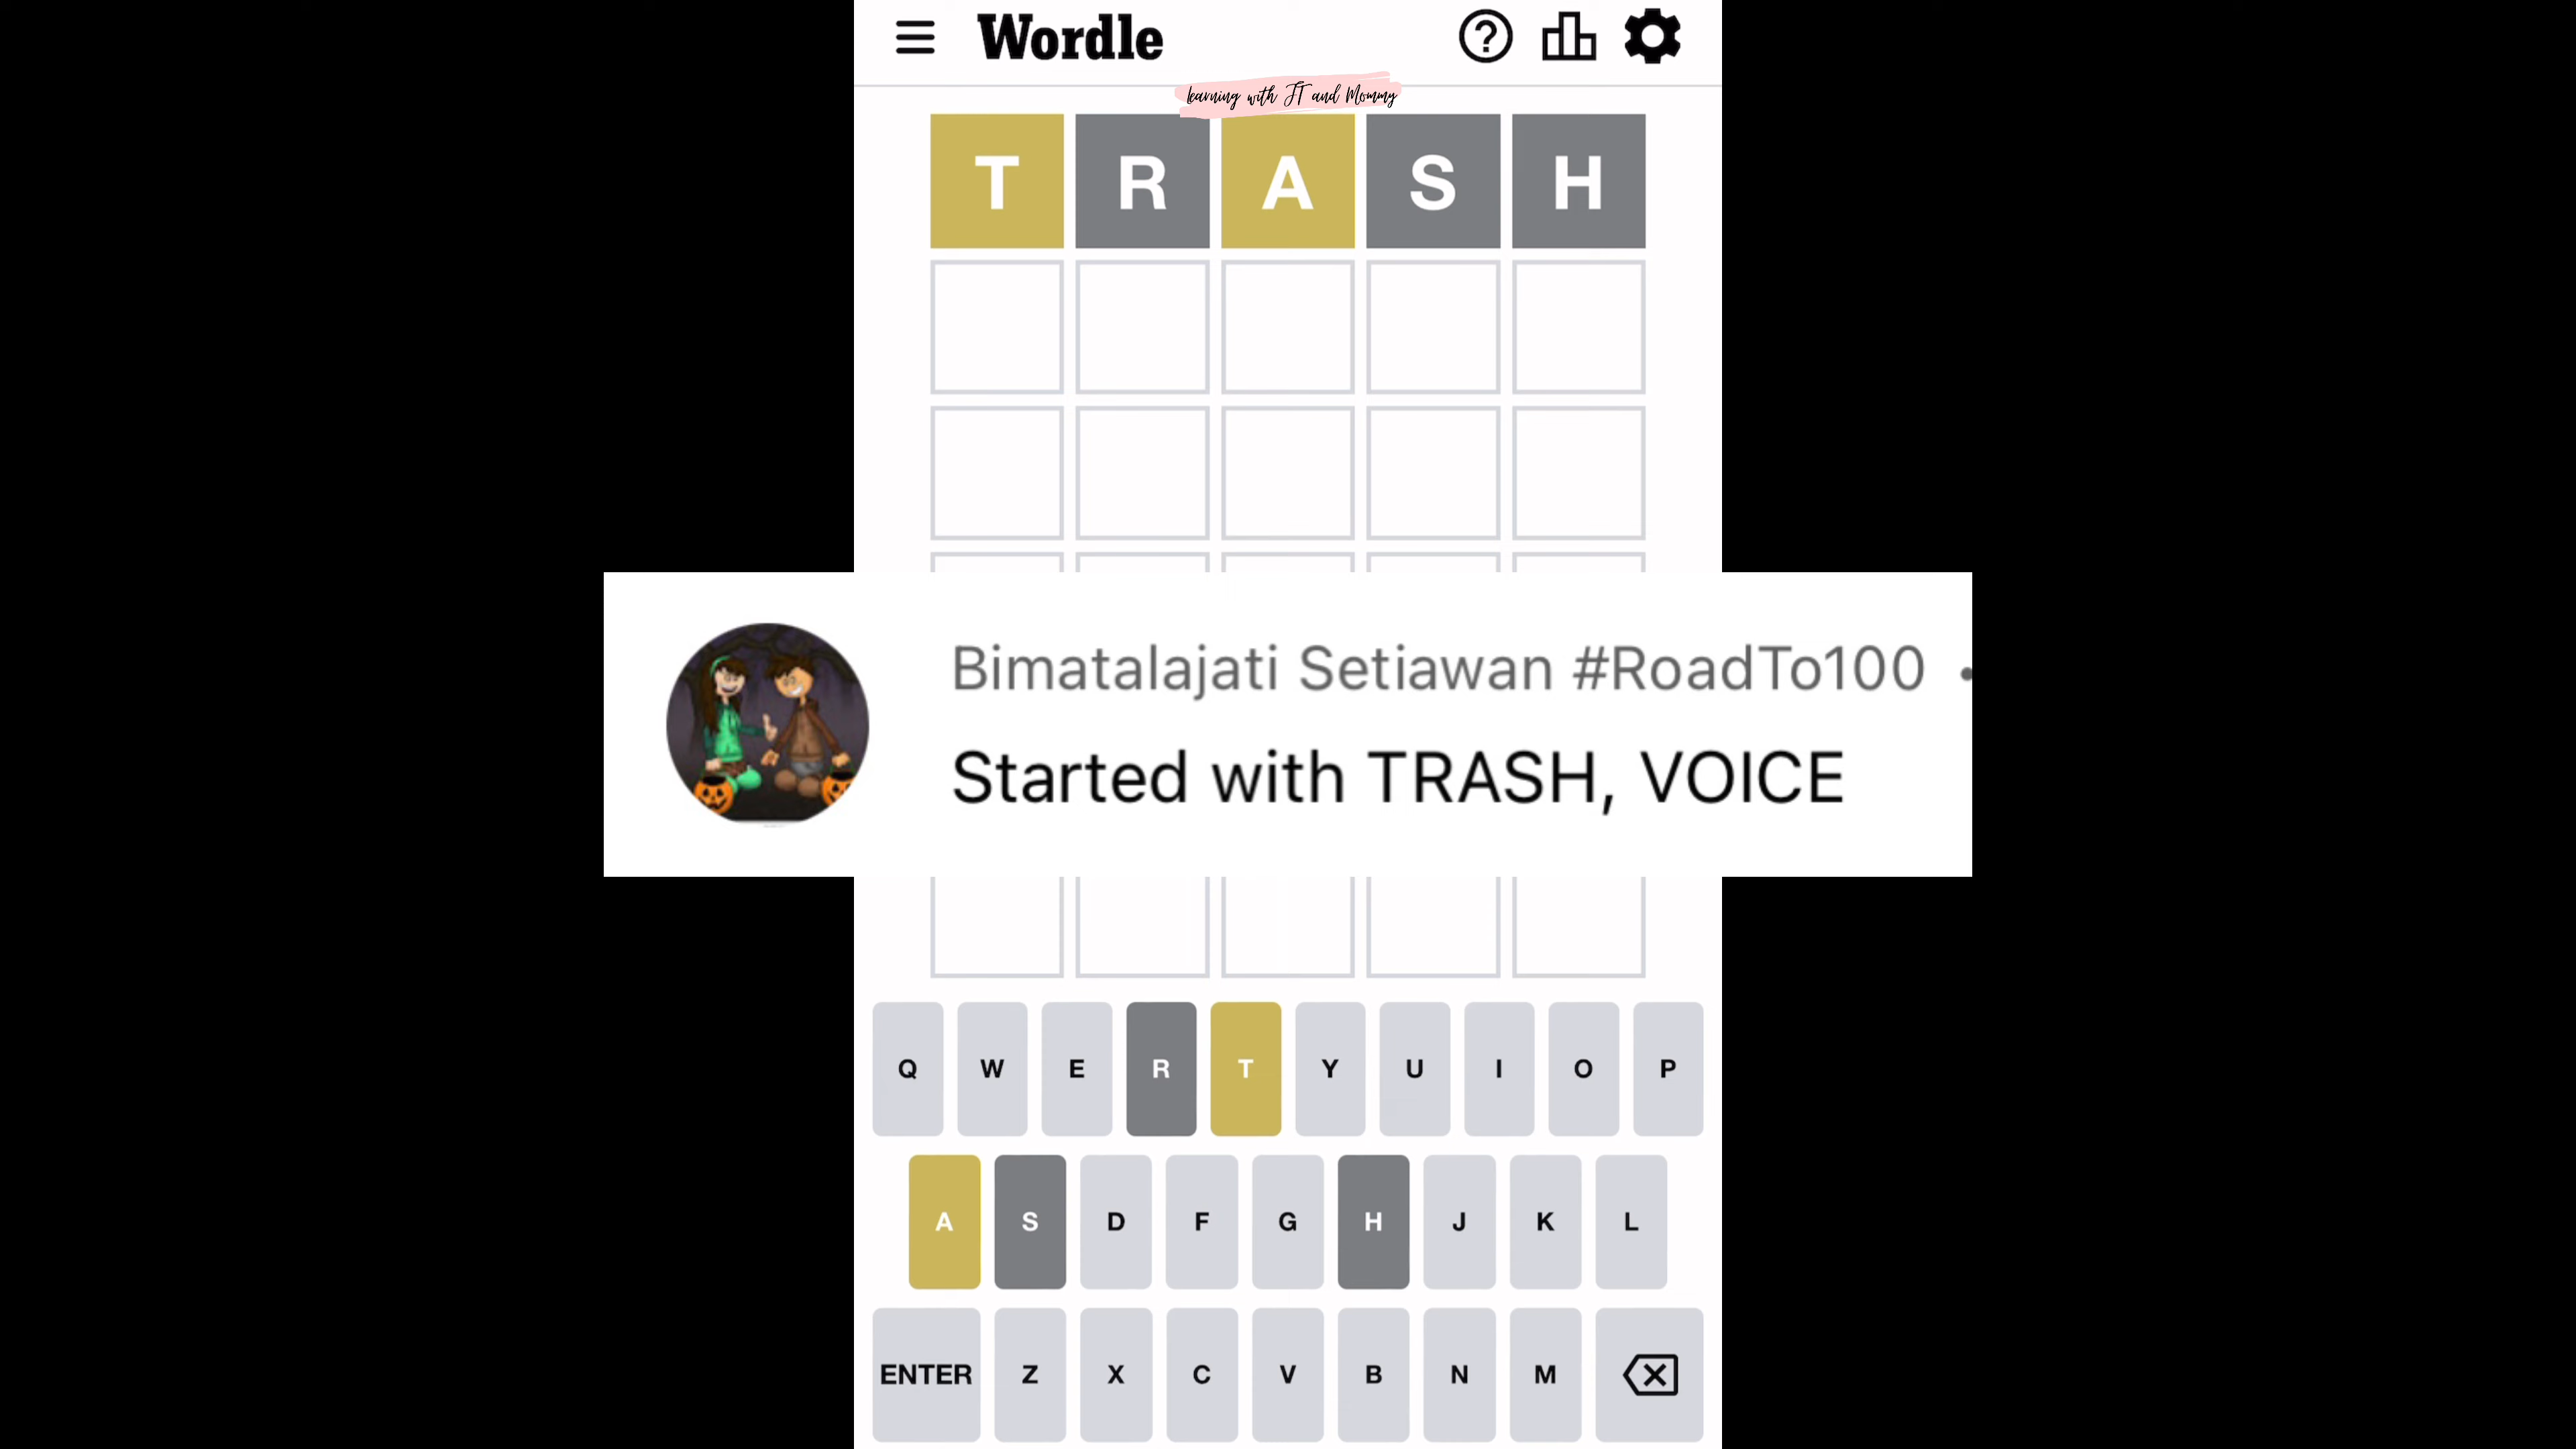 Wordle
learning with JT and Mommy
T R A S H
Bimatalajati Setiawan #RoadTo100 •
Started with TRASH, VOICE
Q W E R T Y U I O P
A S D F G H J K L
ENTER Z X C V B N M